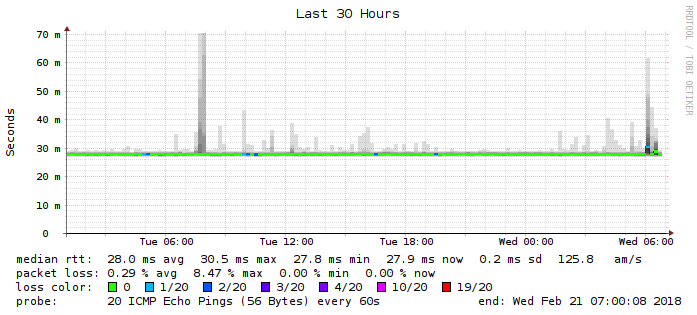 Last 30 Hours
RRDTOOL / TOBI OETIKER
Seconds
70 m
60 m
50 m
40 m
30 m
20 m
10 m
0
Tue 06:00 Tue 12:00 Tue 18:00 Wed 00:00 Wed 06:00
median rtt: 28.0 ms avg 30.5 ms max 27.8 ms min 27.9 ms now 0.2 ms sd 125.8 am/s
packet loss: 0.29 % avg 8.47 % max 0.00 % min 0.00 % now
loss color: 0 1/20 2/20 3/20 4/20 10/20 19/20
probe: 20 ICMP Echo Pings (56 Bytes) every 60s end: Wed Feb 21 07:00:08 2018